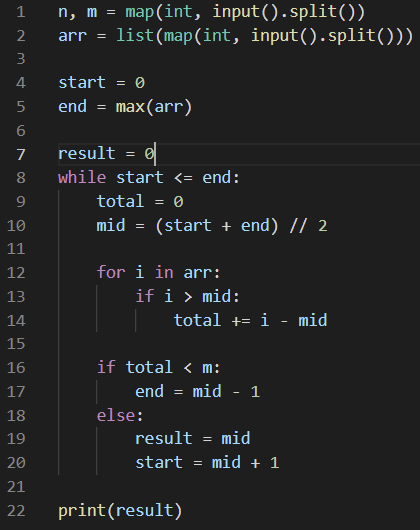 1 n, m = map(int, input().split())
2 arr = list(map(int, input().split()))
3
4 start = 0
5 end = max(arr)
6
7 result = 0
8 while start <= end:
9     total = 0
10     mid = (start + end) // 2
11
12     for i in arr:
13         if i > mid:
14             total += i - mid
15
16     if total < m:
17         end = mid - 1
18     else:
19         result = mid
20         start = mid + 1
21
22 print(result)